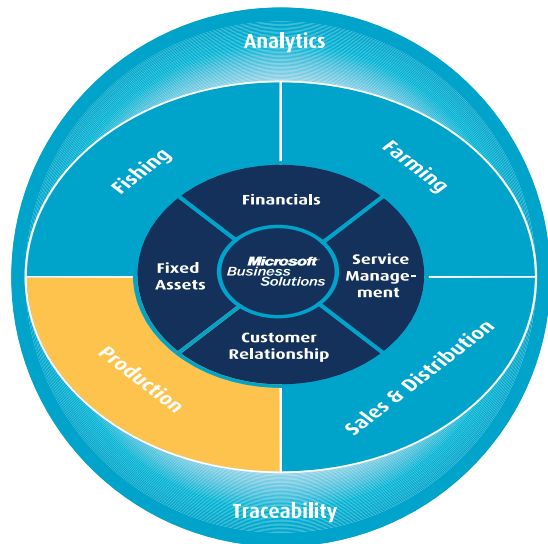 Analytics
Fishing
Farming
Financials
Fixed
Assets
Microsoft®
Business
Solutions
Service
Manage-
ment
Customer
Relationship
Production
Sales & Distribution
Traceability